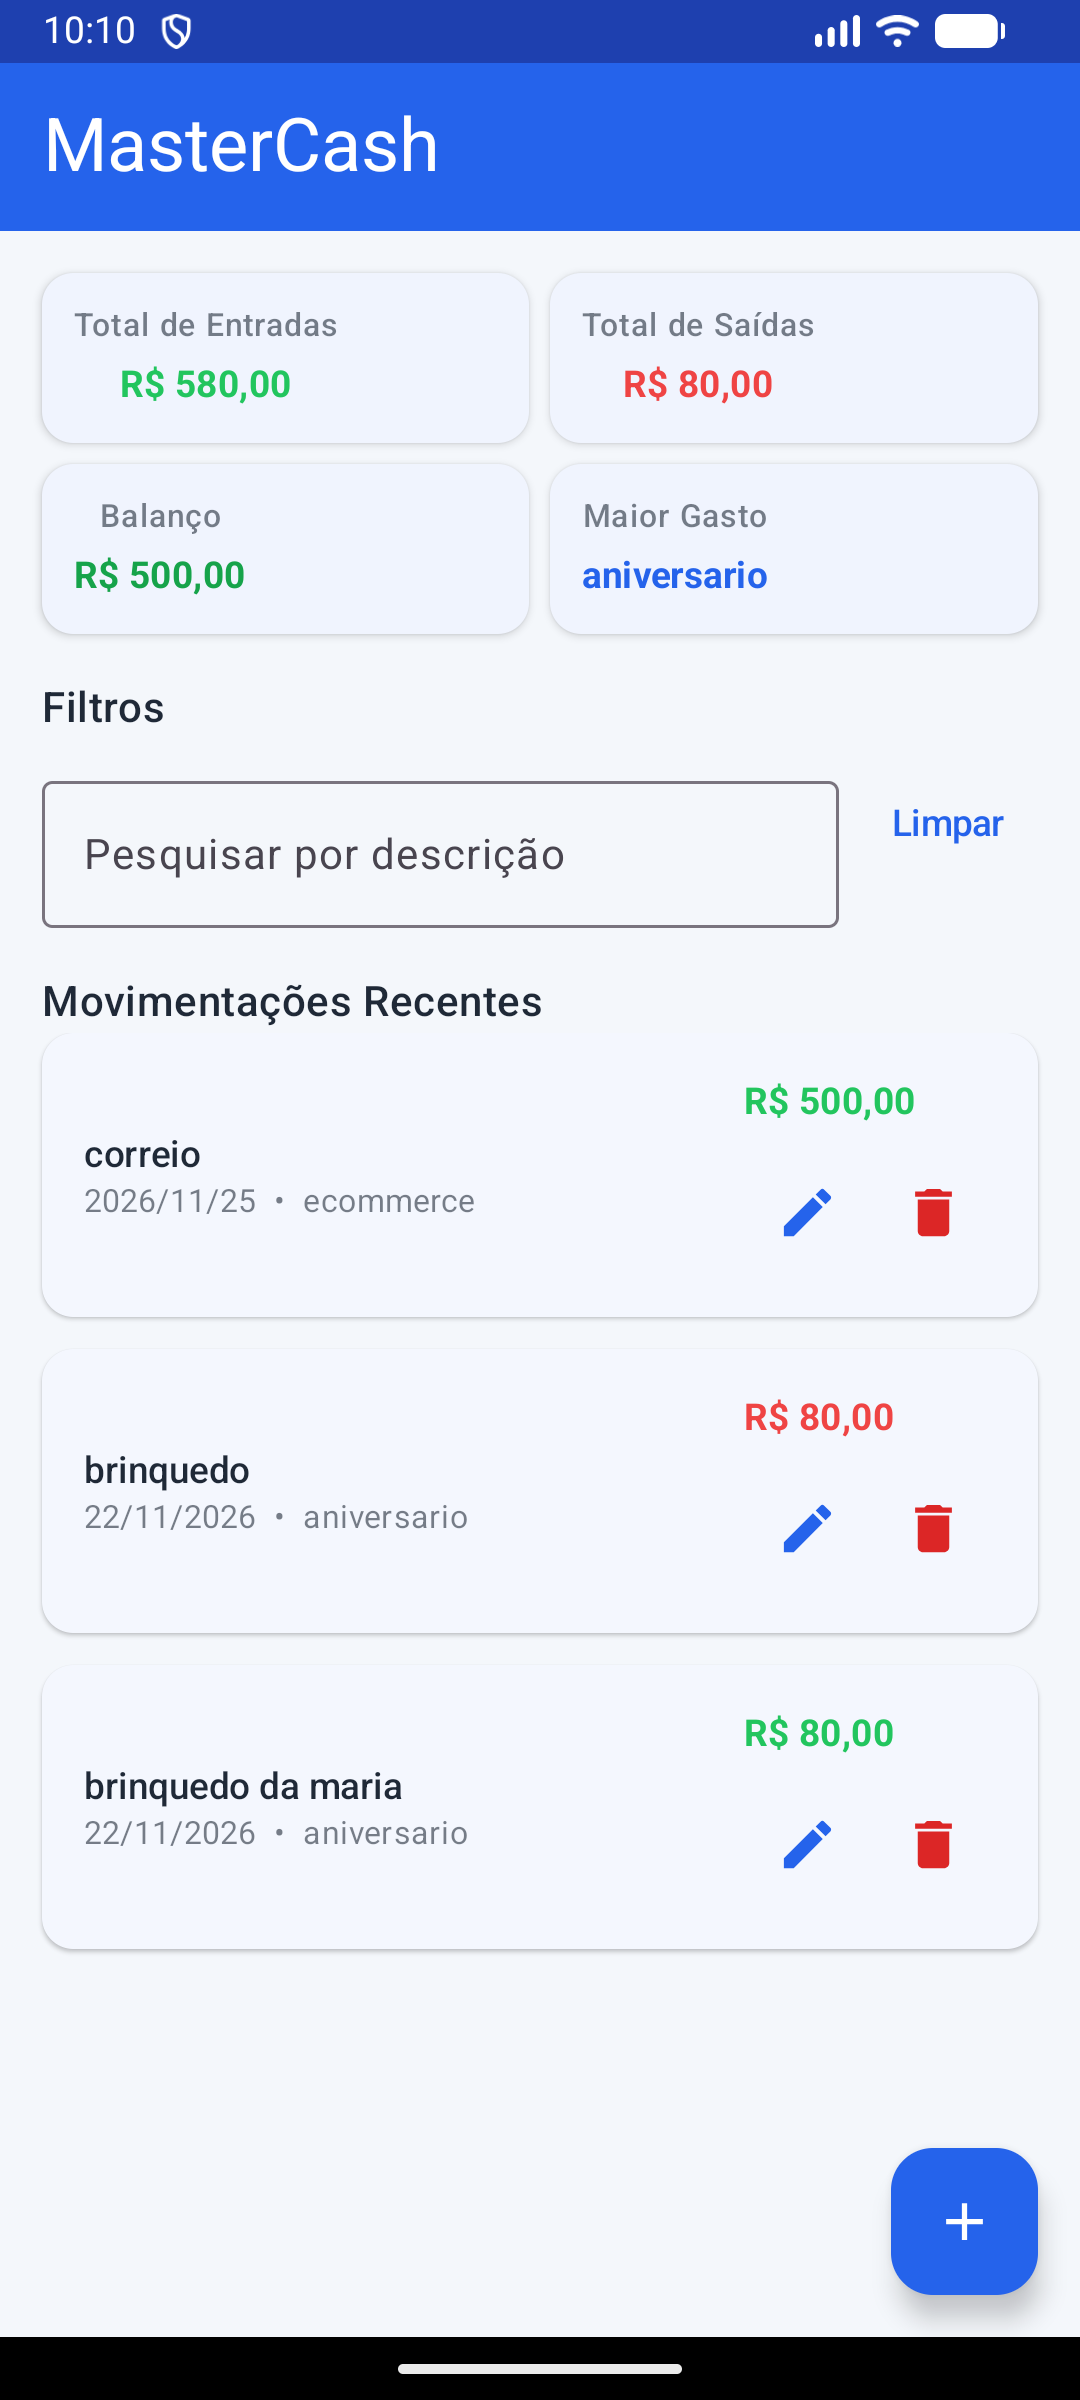 10:10
MasterCash
Total de Entradas
R$ 580,00
Total de Saídas
R$ 80,00
Balanço
R$ 500,00
Maior Gasto
aniversario
Filtros
Pesquisar por descrição
Limpar
Movimentações Recentes
R$ 500,00
correio
2026/11/25 • ecommerce
R$ 80,00
brinquedo
22/11/2026 • aniversario
R$ 80,00
brinquedo da maria
22/11/2026 • aniversario
+